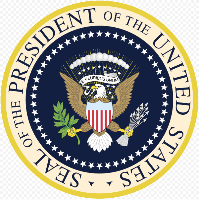 SEAL OF THE PRESIDENT OF THE UNITED STATES